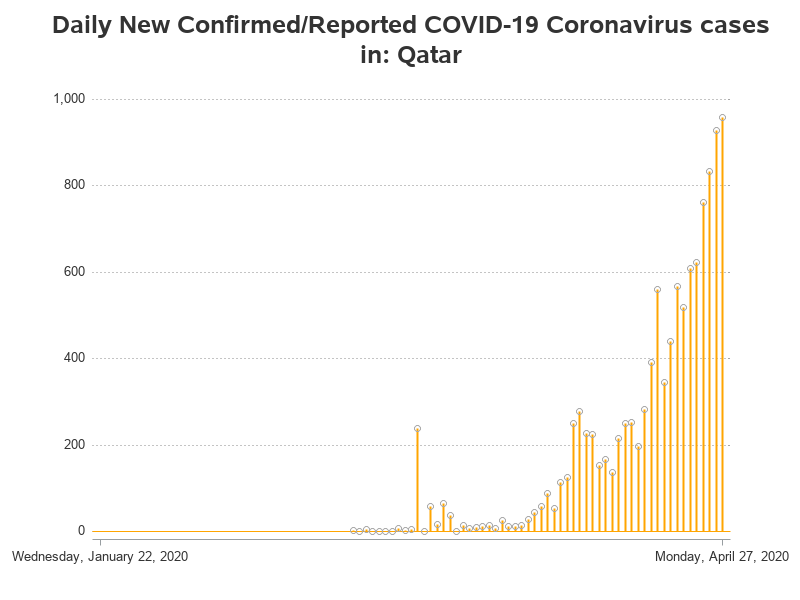 Daily New Confirmed/Reported COVID-19 Coronavirus cases
in: Qatar
1,000
800
600
400
200
0
Wednesday, January 22, 2020
Monday, April 27, 2020